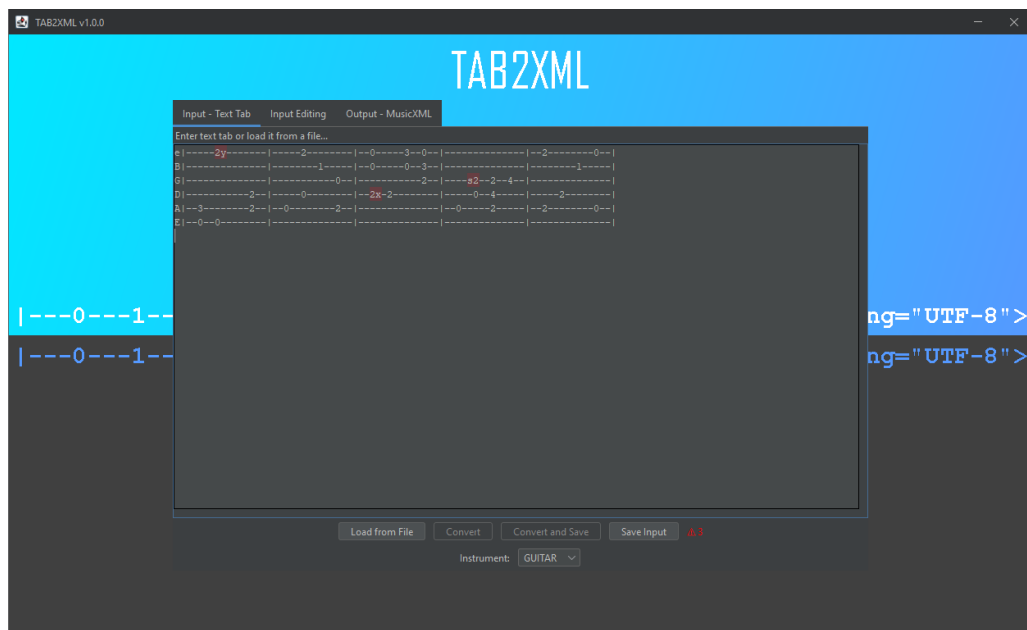 TAB2XML v1.0.0
TAB2XML
Input - Text Tab Input Editing Output - MusicXML
Enter text tab or load it from a file...
e|-----2y-------|-----2--------|--0-----3--0--|--------------|--2--------0--|
B|--------------|--------1-----|--0-----0--3--|--------------|--------1-----|
G|--------------|-----------0--|-----------2--|----s2--2--4--|--------------|
D|-----------2--|-----0--------|--2x-2--------|-----0--4-----|-----2--------|
A|--3--------2--|--0--------2--|--------------|--0-----2-----|--2--------0--|
E|--0--0--------|--------------|--------------|--------------|--------------|
|---0---1-- ng="UTF-8">
|---0---1-- ng="UTF-8">
Load from File Convert Convert and Save Save Input ⚠ 3
Instrument: GUITAR